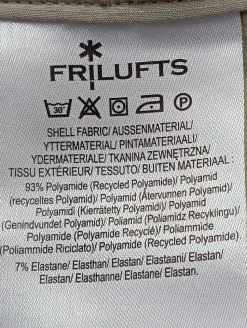 FRILUFTS
30°
P
SHELL FABRIC/ AUSSENMATERIAL/
YTTERMATERIAL/ PINTAMATERIAALI/
YDERMATERIALE/ TKANINA ZEWNĘTRZNA/
TISSU EXTÉRIEUR/ TESSUTO/ BUITEN MATERIAAL :
93% Polyamide (Recycled Polyamide)/ Polyamid
(recyceltes Polyamid)/ Polyamid (Återvunnen Polyamid)/
Polyamidi (Kierrätetty Polyamidi)/ Polyamid
(Genindvundet Polyamid)/ Poliamid (Poliamidz Recyklingu)/
Polyamide (Polyamide Recyclé)/ Poliammide
(Poliammide Riciclato)/ Polyamide (Recycled Polyamide).
7% Elastane/ Elasthan/ Elastan/ Elastaani/ Elastan/
Elastan/ Elasthanne/ Elastane/ Elastan.